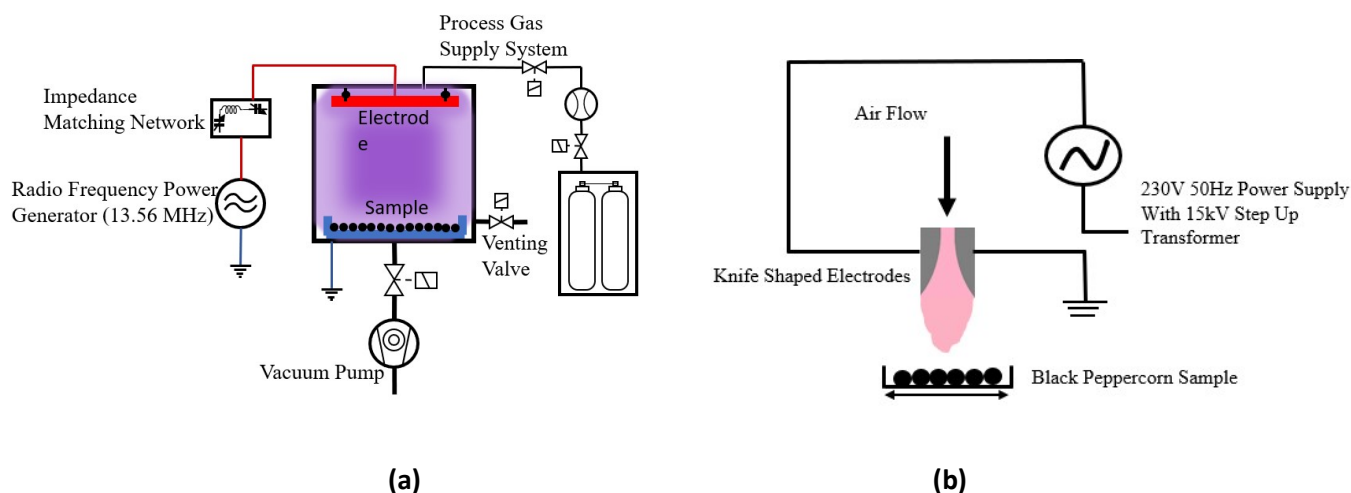 Process Gas
Supply System
Impedance
Matching Network
Electrod
e
Radio Frequency Power
Generator (13.56 MHz)
Sample
Venting
Valve
Vacuum Pump
(a)
Air Flow
230V 50Hz Power Supply
With 15kV Step Up
Transformer
Knife Shaped Electrodes
Black Peppercorn Sample
(b)